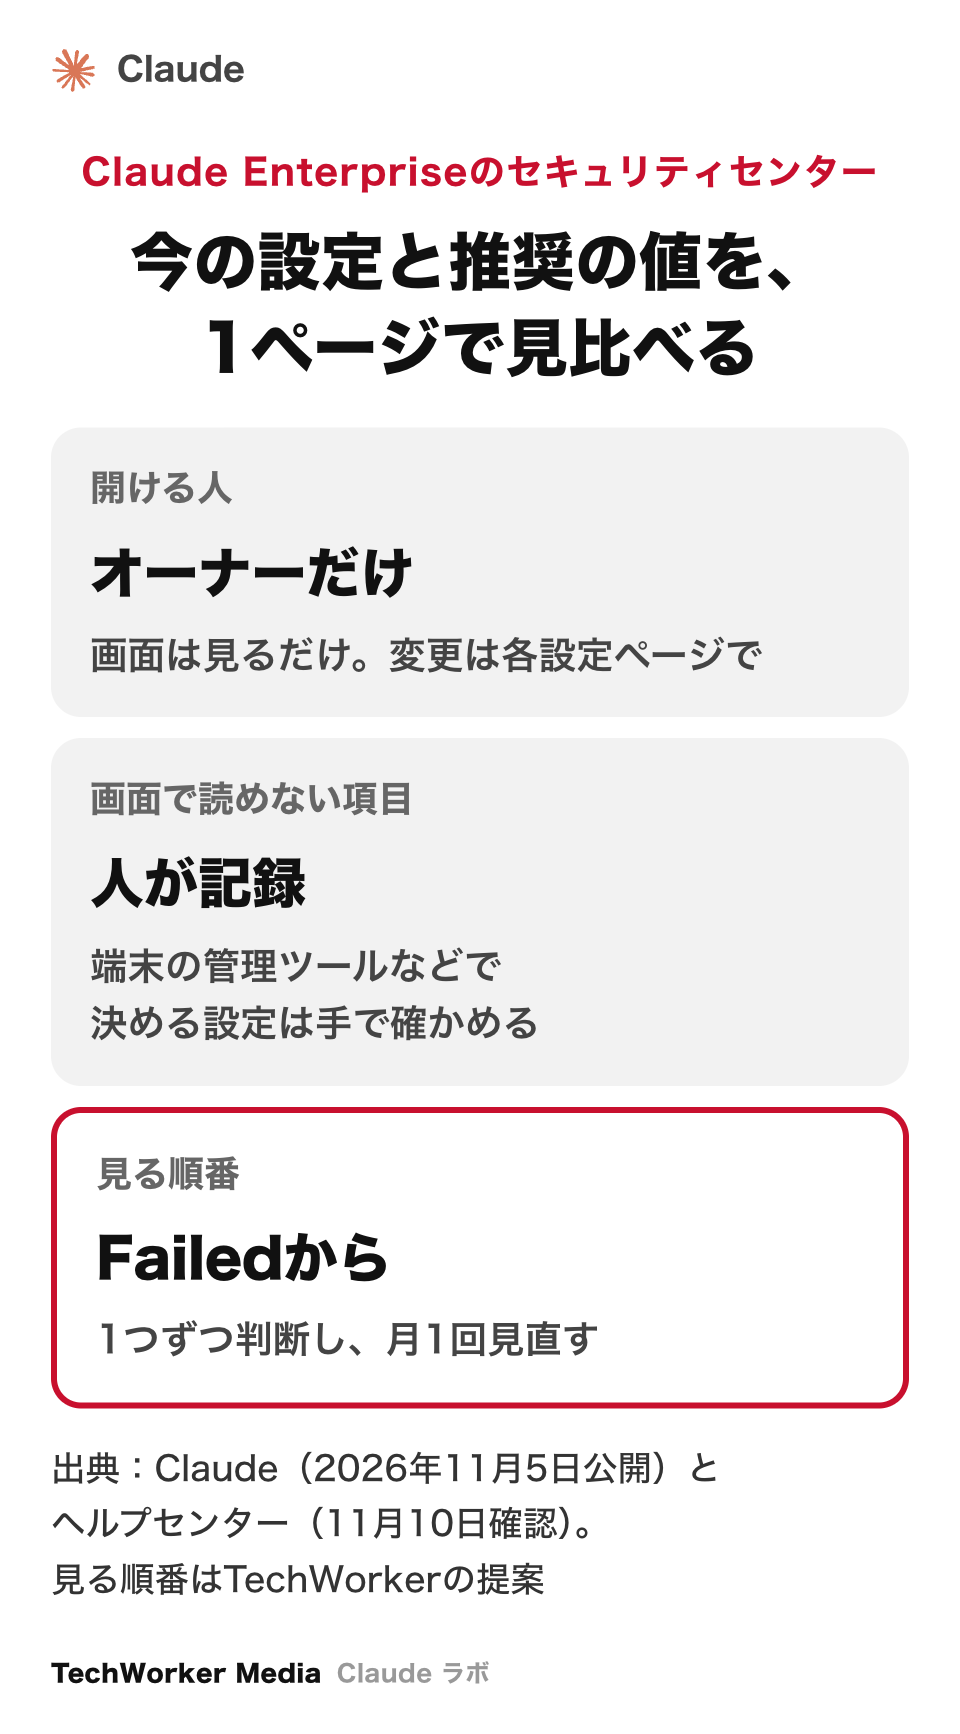 Claude
Claude Enterpriseのセキュリティセンター
今の設定と推奨の値を、
1ページで見比べる
開ける人
オーナーだけ
画面は見るだけ。変更は各設定ページで
画面で読めない項目
人が記録
端末の管理ツールなどで
決める設定は手で確かめる
見る順番
Failedから
1つずつ判断し、月1回見直す
出典：Claude（2026年11月5日公開）と
ヘルプセンター（11月10日確認）。
見る順番はTechWorkerの提案
TechWorker Media Claude ラボ